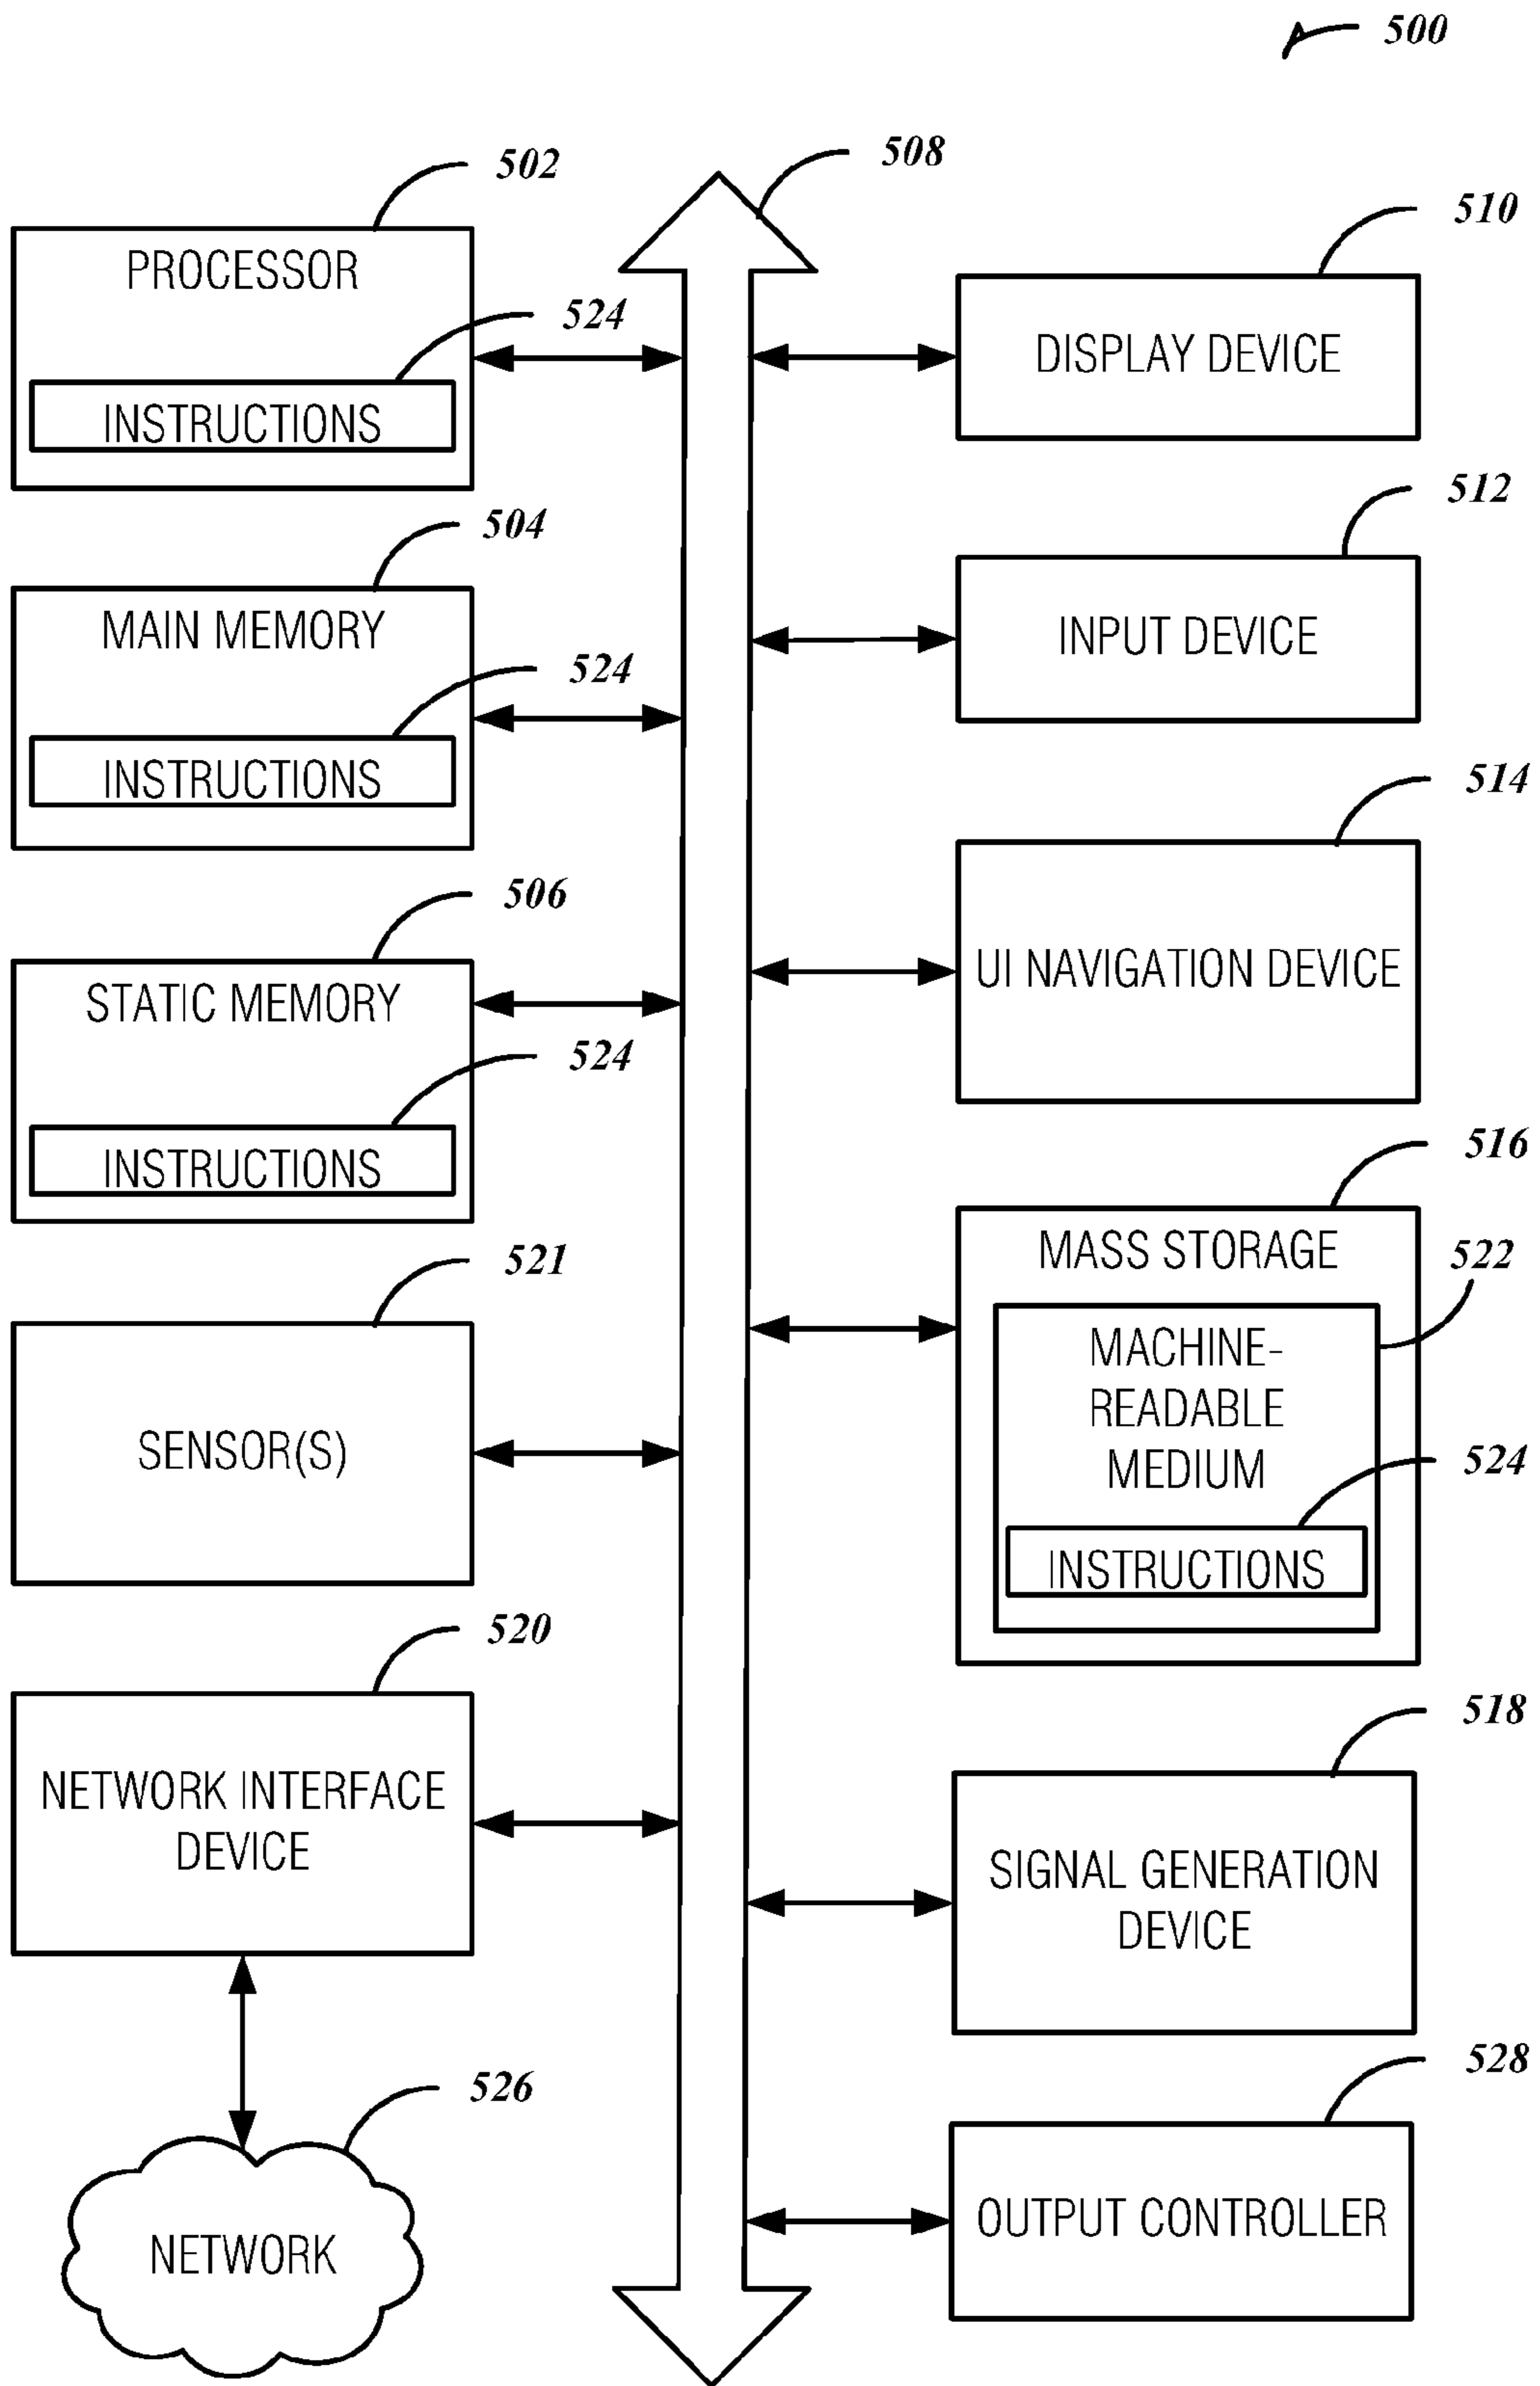 500
502
PROCESSOR
524
INSTRUCTIONS
504
MAIN MEMORY
524
INSTRUCTIONS
506
STATIC MEMORY
524
INSTRUCTIONS
521
SENSOR(S)
520
NETWORK INTERFACE
DEVICE
526
NETWORK
508
510
DISPLAY DEVICE
512
INPUT DEVICE
514
UI NAVIGATION DEVICE
516
MASS STORAGE
522
MACHINE-
READABLE
MEDIUM
524
INSTRUCTIONS
518
SIGNAL GENERATION
DEVICE
528
OUTPUT CONTROLLER